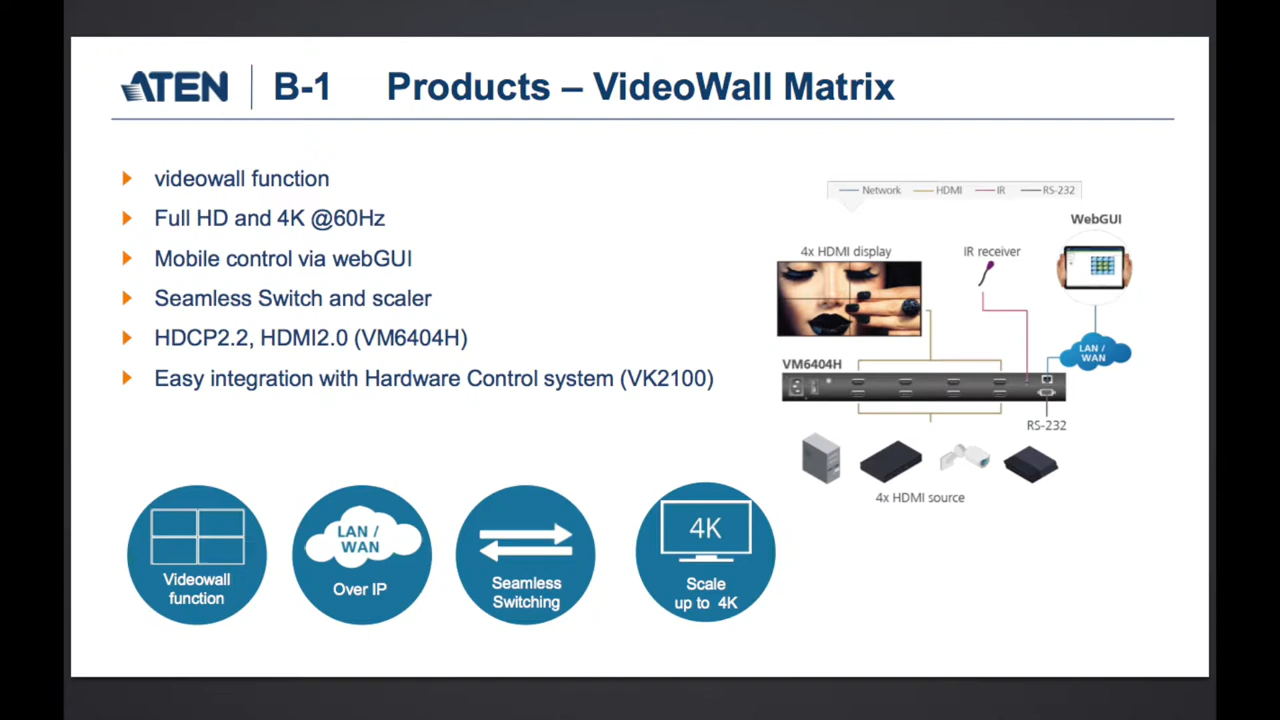 ATEN
B-1 Products – VideoWall Matrix
videowall function
Full HD and 4K @60Hz
Mobile control via webGUI
Seamless Switch and scaler
HDCP2.2, HDMI2.0 (VM6404H)
Easy integration with Hardware Control system (VK2100)
Network HDMI IR RS-232
WebGUI
4x HDMI display
IR receiver
LAN /
WAN
VM6404H
RS-232
4x HDMI source
Videowall
function
LAN /
WAN
Over IP
Seamless
Switching
4K
Scale
up to 4K